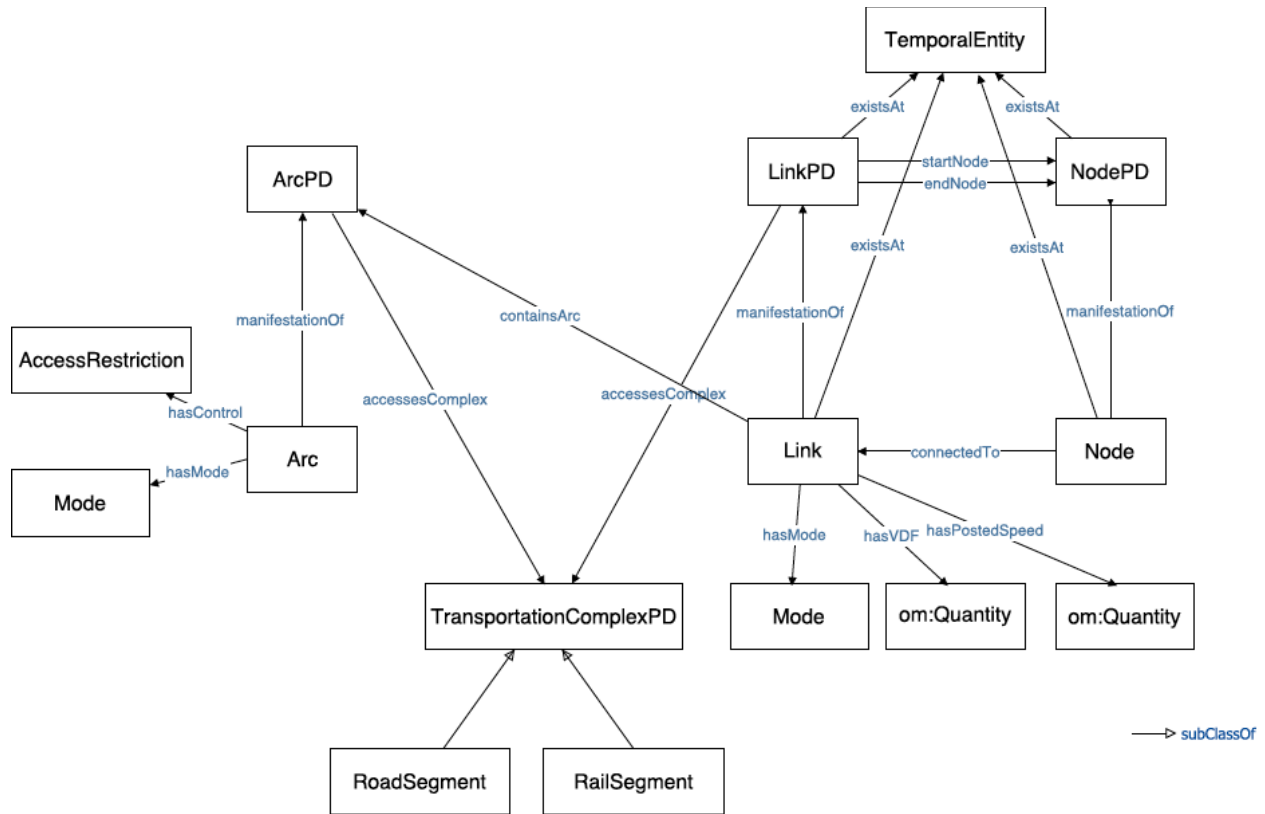 TemporalEntity
existsAt
existsAt
ArcPD
LinkPD
startNode
endNode
NodePD
existsAt
existsAt
manifestationOf
containsArc
manifestationOf
manifestationOf
AccessRestriction
hasControl
accessesComplex
accessesComplex
Arc
Link
connectedTo
Node
hasMode
Mode
hasMode
hasVDF
hasPostedSpeed
TransportationComplexPD
Mode
om:Quantity
om:Quantity
subClassOf
RoadSegment
RailSegment